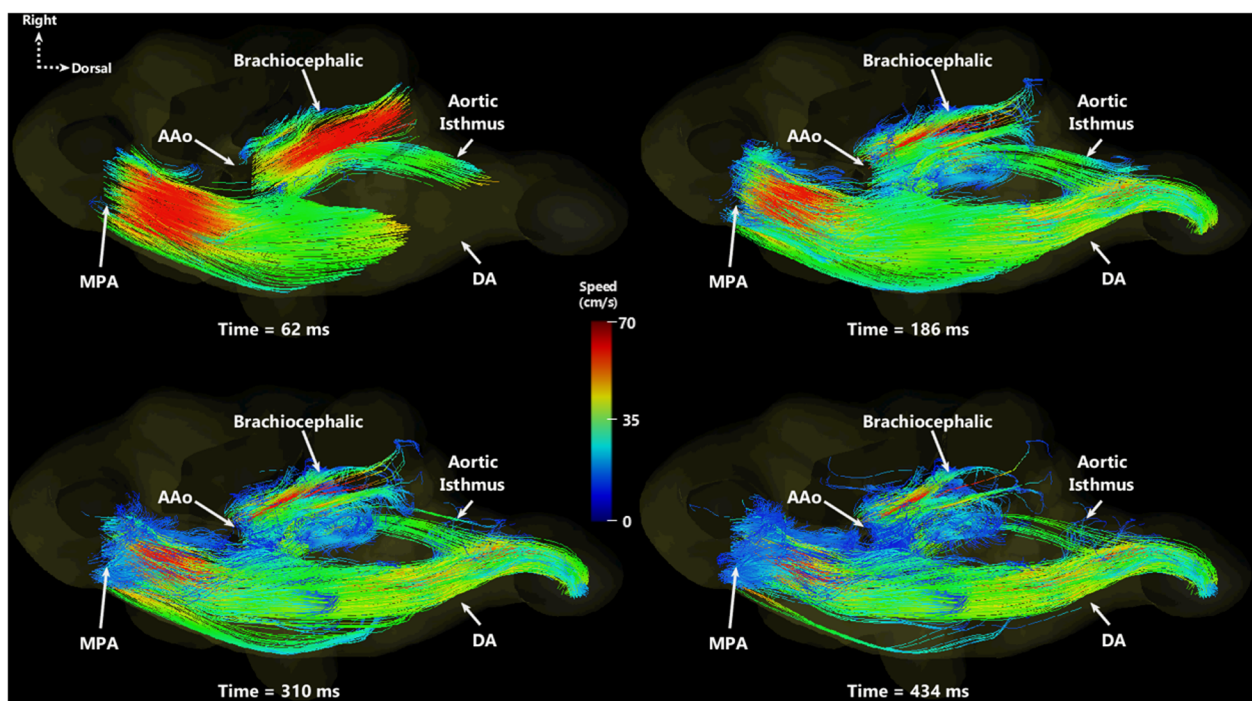 Right
Dorsal
Brachiocephalic
Aortic
Isthmus
AAo
MPA
DA
Time = 62 ms
Brachiocephalic
Aortic
Isthmus
AAo
MPA
DA
Time = 186 ms
Speed
(cm/s)
70
35
0
Brachiocephalic
Aortic
Isthmus
AAo
MPA
DA
Time = 310 ms
Brachiocephalic
Aortic
Isthmus
AAo
MPA
DA
Time = 434 ms